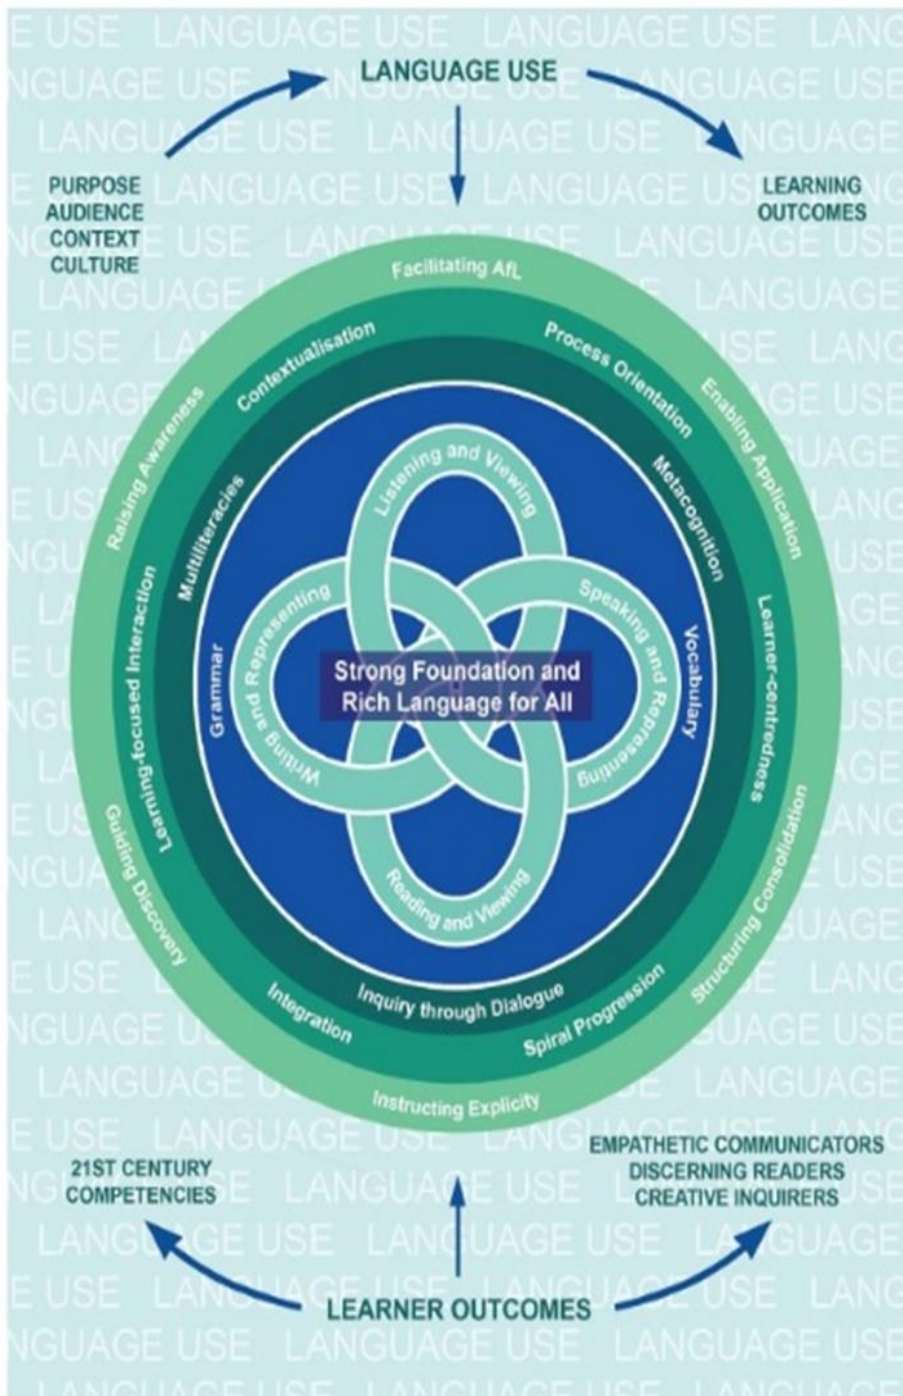 LANGUAGE USE
PURPOSE
AUDIENCE
CONTEXT
CULTURE
LEARNING
OUTCOMES
Facilitating AfL
Raising Awareness
Enabling Application
Guiding Discovery
Structuring Consolidation
Instructing Explicity
Contextualisation
Process Orientation
Learning-focused Interaction
Learner-centredness
Integration
Spiral Progression
Multiliteracies
Metacognition
Inquiry through Dialogue
Grammar
Vocabulary
Listening and Viewing
Writing and Representing
Speaking and Representing
Reading and Viewing
Strong Foundation and
Rich Language for All
21ST CENTURY
COMPETENCIES
EMPATHETIC COMMUNICATORS
DISCERNING READERS
CREATIVE INQUIRERS
LEARNER OUTCOMES